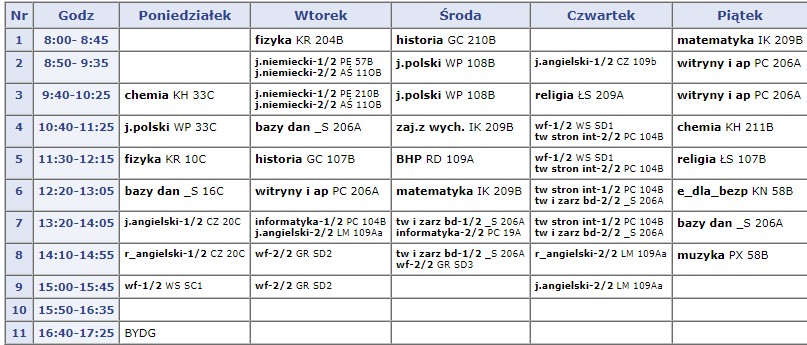 Nr Godz Poniedziałek Wtorek Środa Czwartek Piątek
1 8:00- 8:45 fizyka KR 204B historia GC 210B matematyka IK 209B
2 8:50- 9:35 j.niemiecki-1/2 PĘ 57B j.polski WP 108B j.angielski-1/2 CZ 109b witryny i ap PC 206A
j.niemiecki-2/2 AŚ 11OB
3 9:40-10:25 chemia KH 33C j.niemiecki-1/2 PĘ 210B j.polski WP 108B religia ŁS 209A witryny i ap PC 206A
j.niemiecki-2/2 AŚ 11OB
4 10:40-11:25 j.polski WP 33C bazy dan _S 206A zaj.z wych. IK 209B wf-1/2 WS SD1 chemia KH 211B
tw stron int-2/2 PC 104B
5 11:30-12:15 fizyka KR 10C historia GC 107B BHP RD 109A wf-1/2 WS SD1 religia ŁS 107B
tw stron int-2/2 PC 104B
6 12:20-13:05 bazy dan _S 16C witryny i ap PC 206A matematyka IK 209B tw stron int-1/2 PC 104B e_dla_bezp KN 58B
tw i zarz bd-2/2 _S 206A
7 13:20-14:05 j.angielski-1/2 CZ 20C informatyka-1/2 PC 104B tw i zarz bd-1/2 _S 206A tw stron int-1/2 PC 104B bazy dan _S 206A
j.angielski-2/2 LM 109Aa informatyka-2/2 PC 19A tw i zarz bd-2/2 _S 206A
8 14:10-14:55 r_angielski-1/2 CZ 20C wf-2/2 GR SD2 tw i zarz bd-1/2 _S 206A r_angielski-2/2 LM 109Aa muzyka PX 58B
wf-2/2 GR SD3
9 15:00-15:45 wf-1/2 WS SC1 wf-2/2 GR SD2 j.angielski-2/2 LM 109Aa
10 15:50-16:35
11 16:40-17:25 BYDG